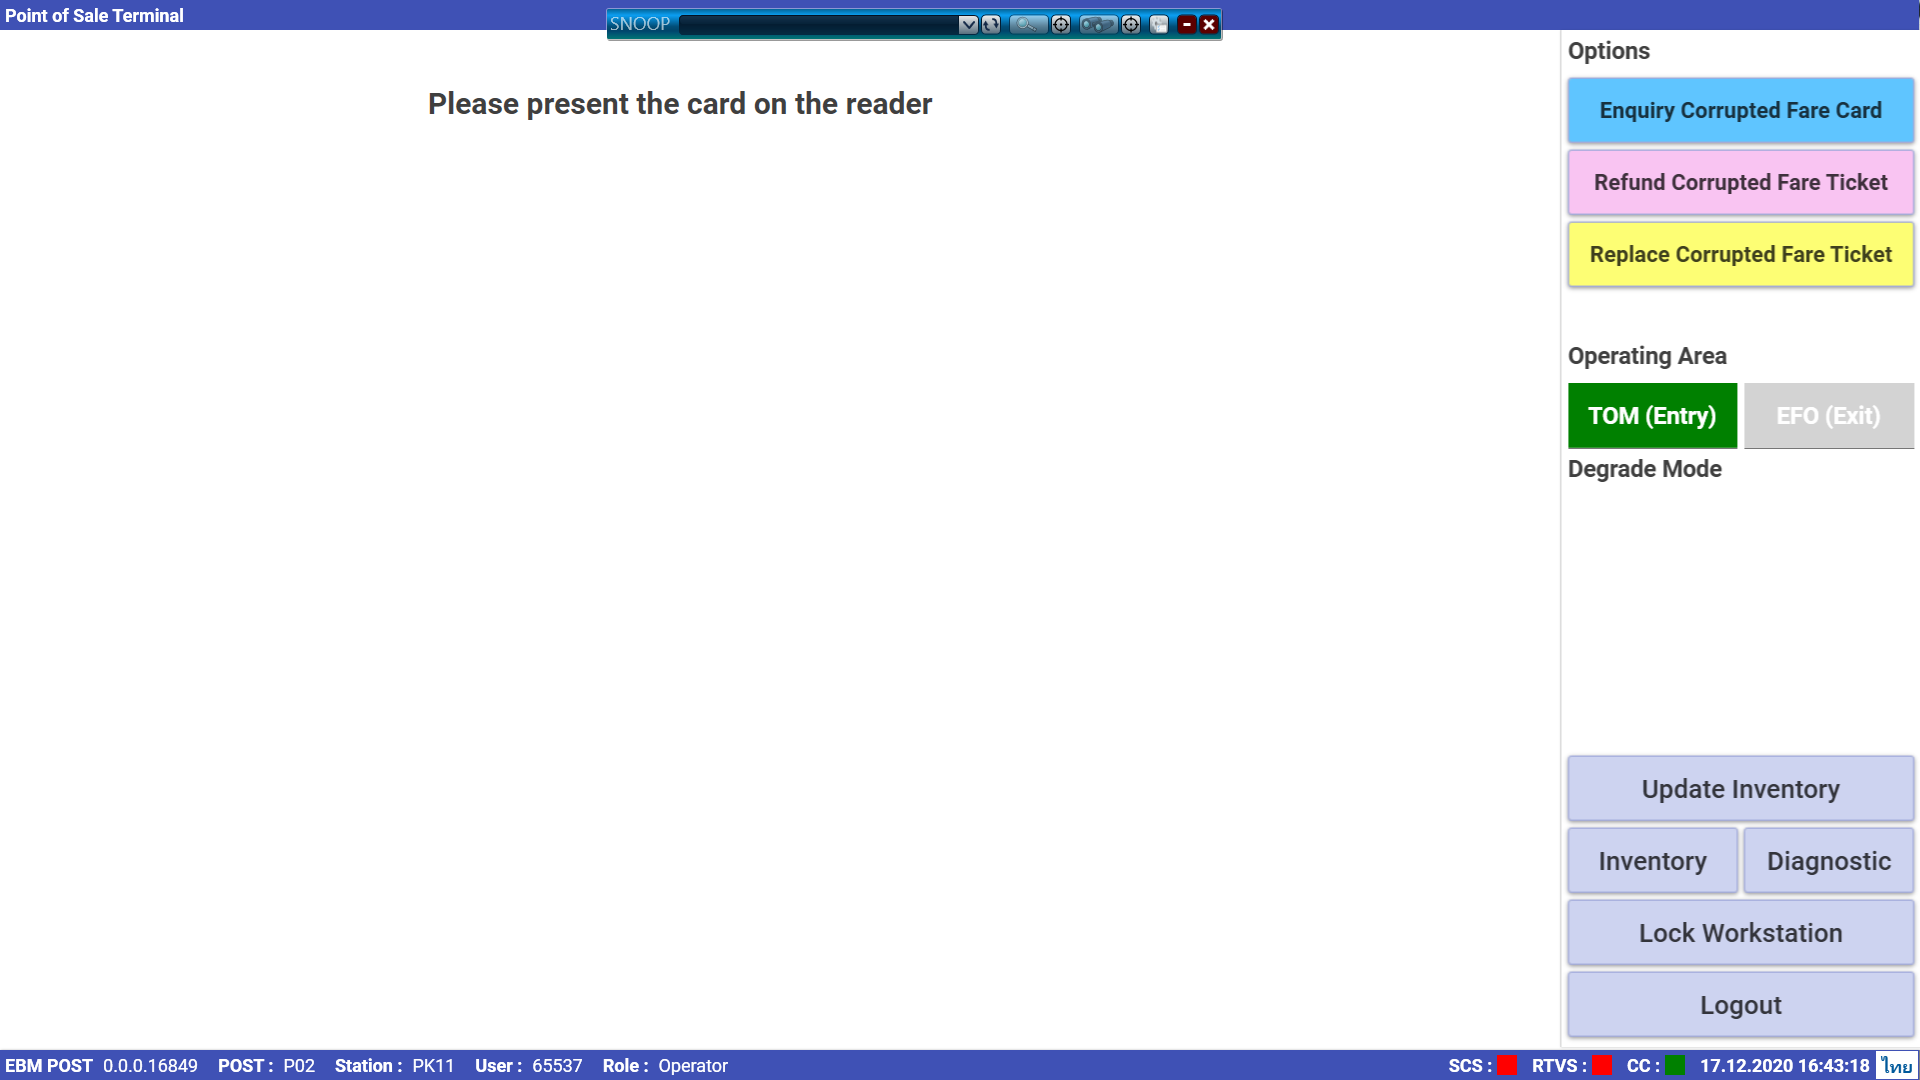 Point of Sale Terminal
SNOOP
Please present the card on the reader
Options
Enquiry Corrupted Fare Card
Refund Corrupted Fare Ticket
Replace Corrupted Fare Ticket
Operating Area
TOM (Entry) EFO (Exit)
Degrade Mode
Update Inventory
Inventory Diagnostic
Lock Workstation
Logout
EBM POST 0.0.0.16849 POST : P02 Station : PK11 User : 65537 Role : Operator SCS : RTVS : CC : 17.12.2020 16:43:18 ไทย